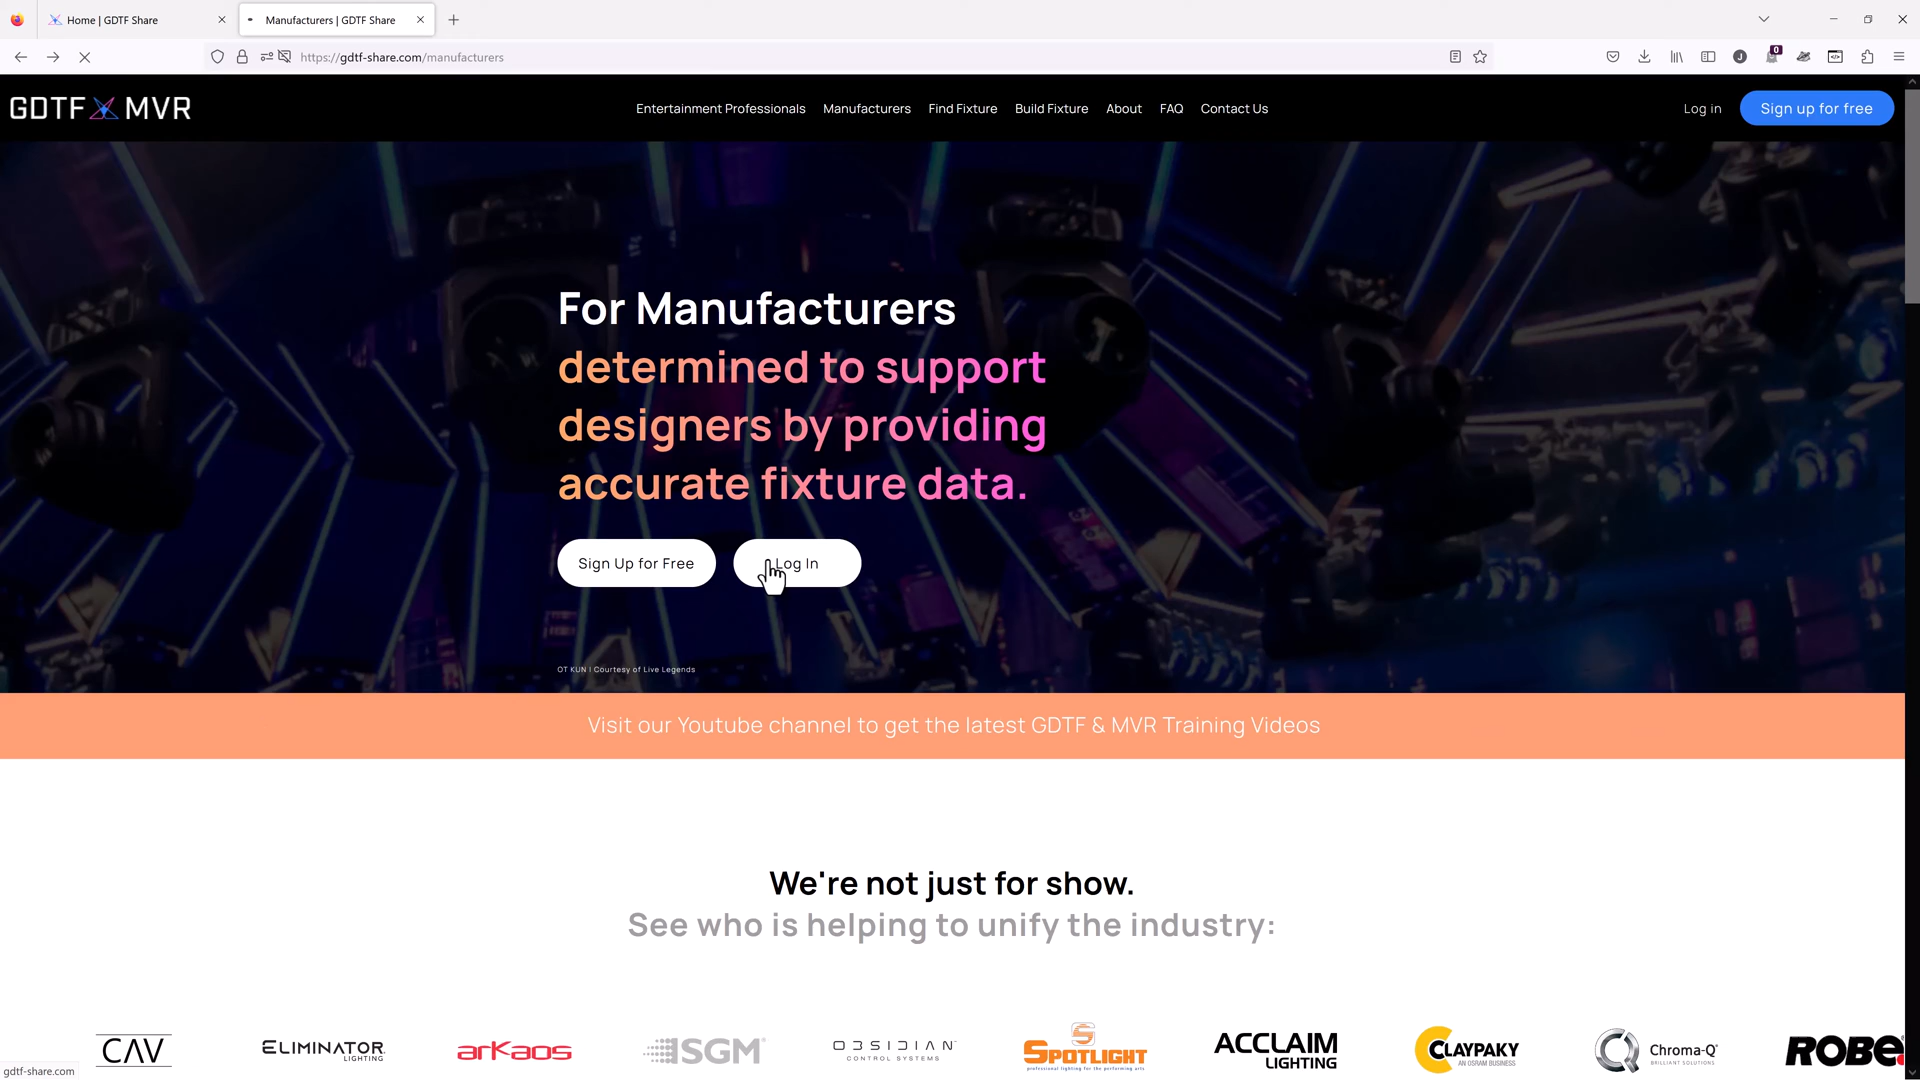 Home | GDTF Share
Manufacturers | GDTF Share
https://gdtf-share.com/manufacturers
0
J
GDTF MVR
Entertainment Professionals
Manufacturers
Find Fixture
Build Fixture
About
FAQ
Contact Us
Log in
Sign up for free
For Manufacturers
determined to support
designers by providing
accurate fixture data.
Sign Up for Free
Log In
OT KUN | Courtesy of Live Legends
Visit our Youtube channel to get the latest GDTF & MVR Training Videos
We're not just for show.
See who is helping to unify the industry:
CAV
ELIMINATOR
LIGHTING
arKaos
SGM
OBSIDIAN
CONTROL SYSTEMS
SPOTLIGHT
professional lighting for the performing arts
ACCLAIM
LIGHTING
CLAYPAKY
AN OSRAM BUSINESS
Chroma-Q
BRILLIANT SOLUTIONS
ROBE
gdtf-share.com